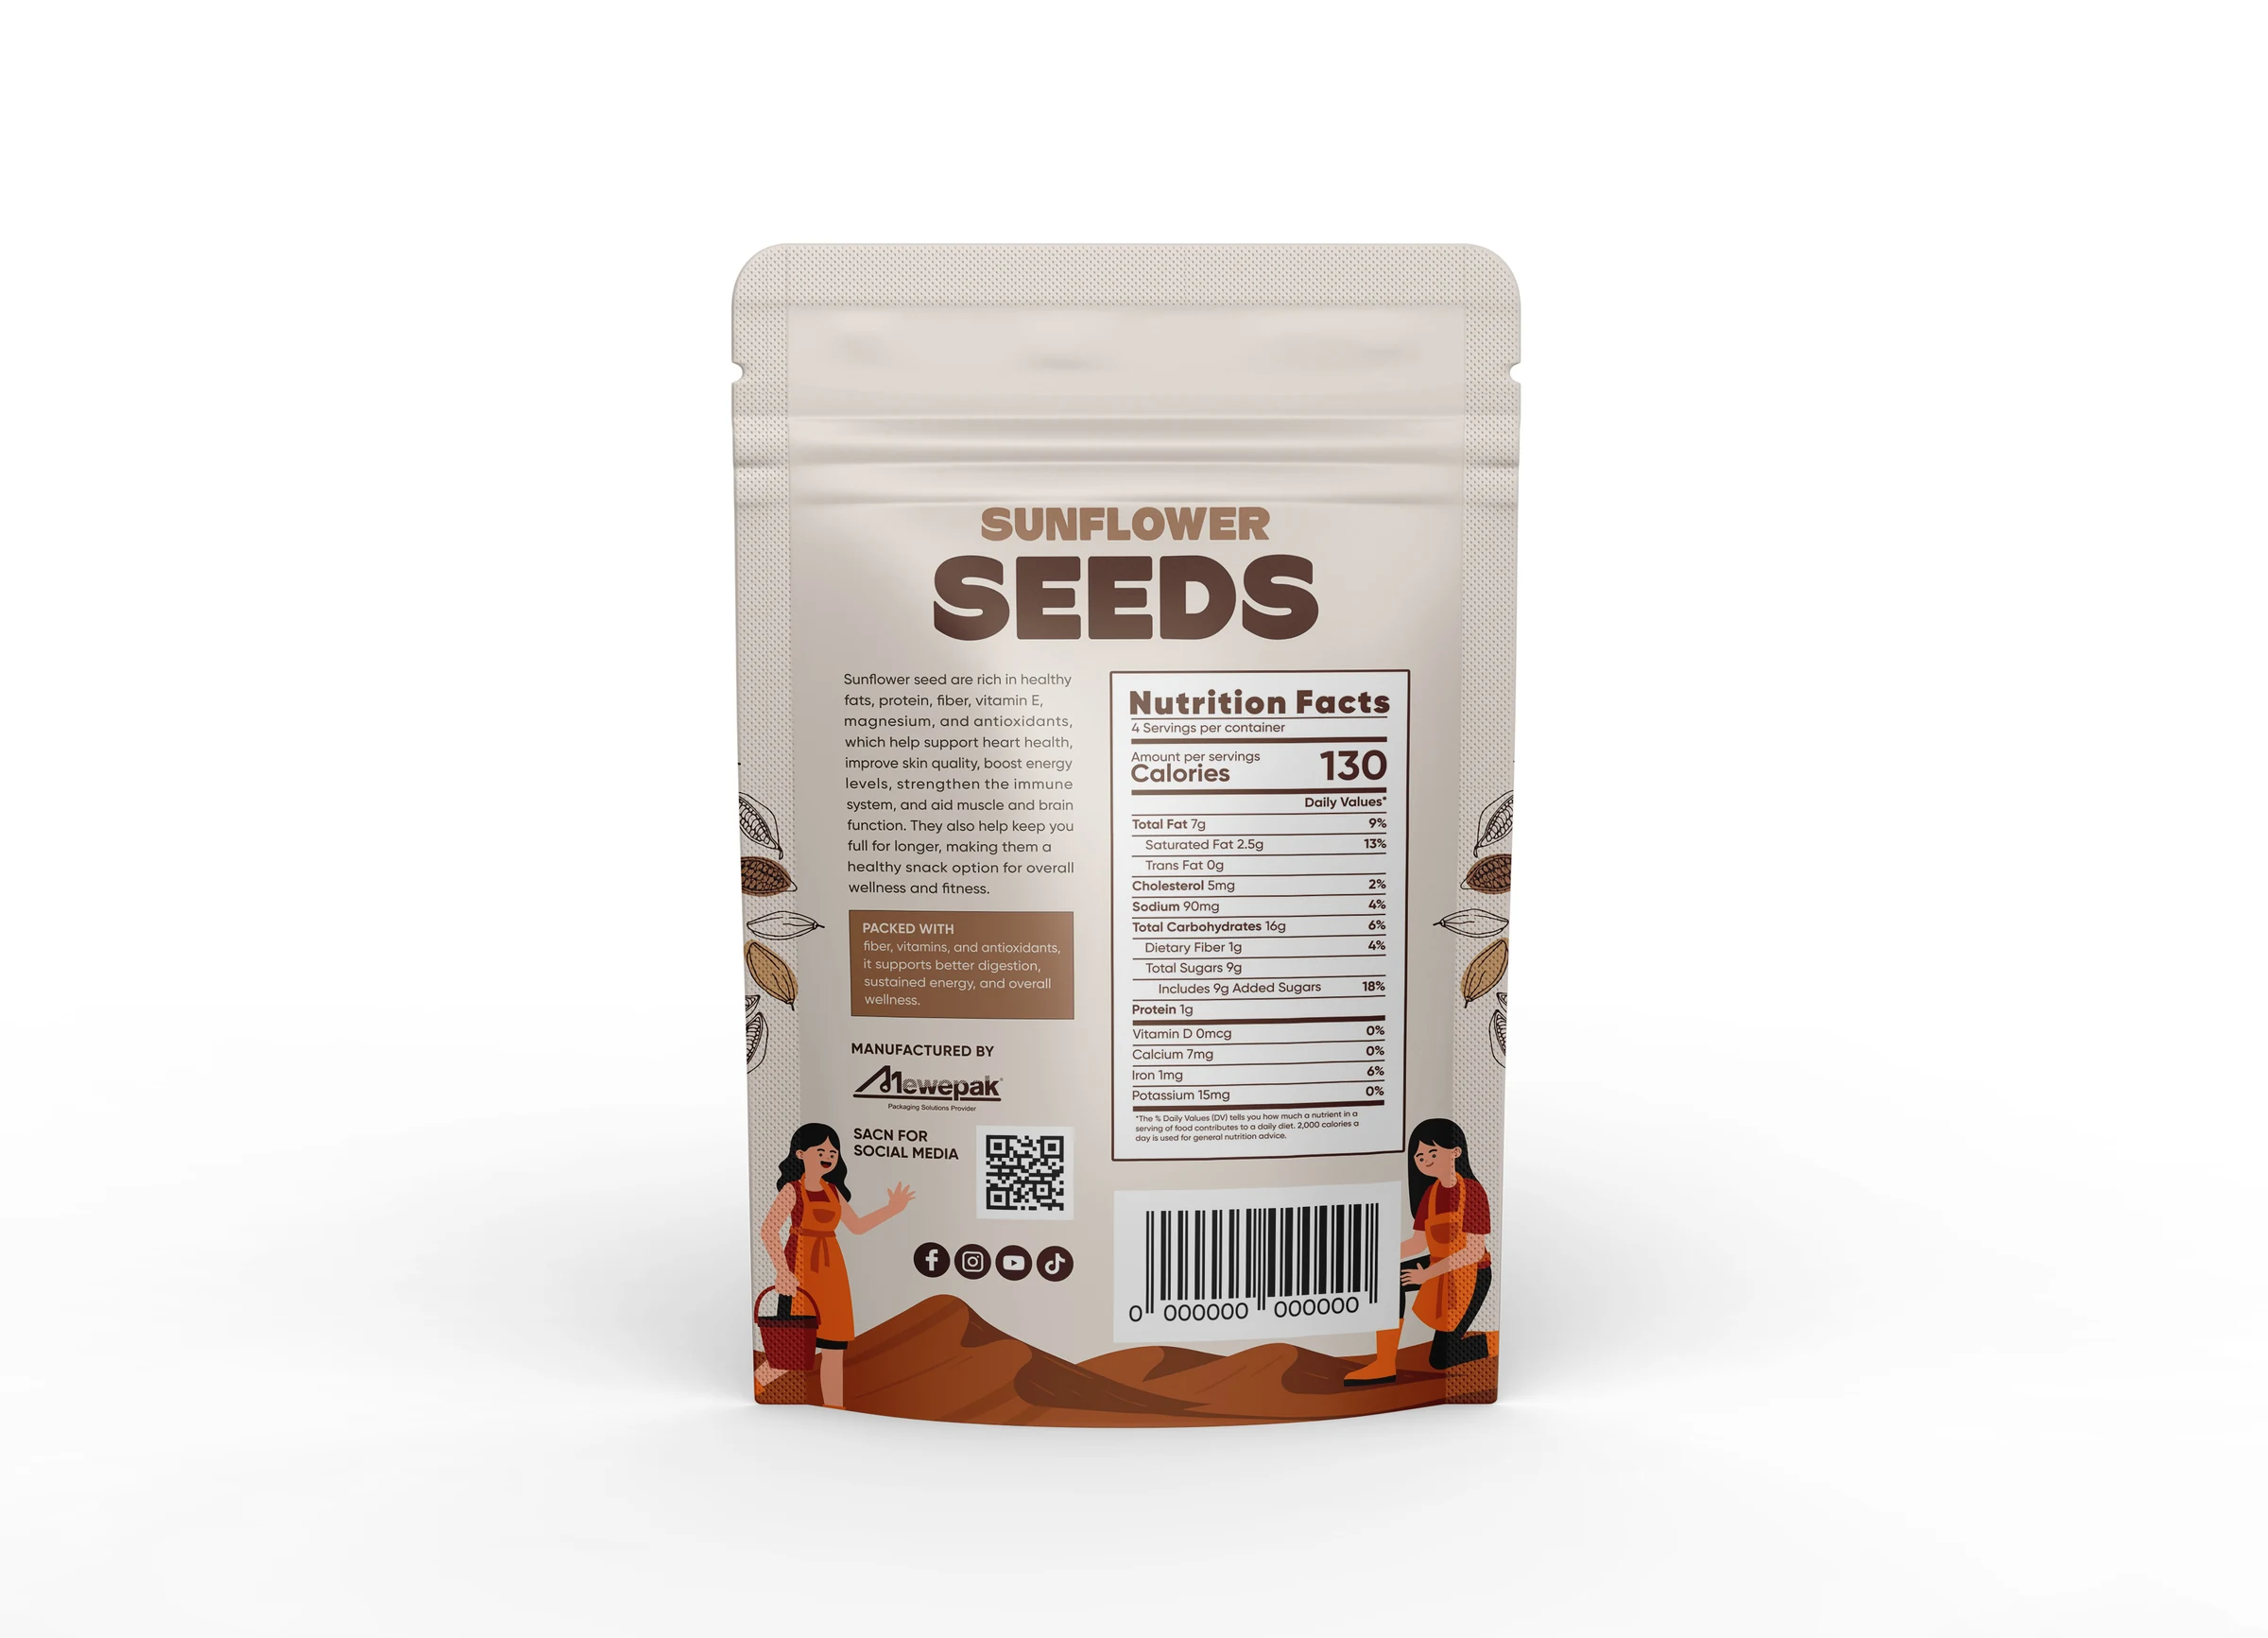 SUNFLOWER
SEEDS
Sunflower seed are rich in healthy
fats, protein, fiber, vitamin E,
magnesium, and antioxidants,
which help support heart health,
improve skin quality, boost energy
levels, strengthen the immune
system, and aid muscle and brain
function. They also help keep you
full for longer, making them a
healthy snack option for overall
wellness and fitness.
PACKED WITH
fiber, vitamins, and antioxidants,
it supports better digestion,
sustained energy, and overall
wellness.
MANUFACTURED BY
Mewepak
Packaging Solutions Provider
SACN FOR
SOCIAL MEDIA
Nutrition Facts
4 Servings per container
Amount per servings
Calories 130
Daily Values*
Total Fat 7g 9%
Saturated Fat 2.5g 13%
Trans Fat 0g
Cholesterol 5mg 2%
Sodium 90mg 4%
Total Carbohydrates 16g 6%
Dietary Fiber 1g 4%
Total Sugars 9g
Includes 9g Added Sugars 18%
Protein 1g
Vitamin D 0mcg 0%
Calcium 7mg 0%
Iron 1mg 6%
Potassium 15mg 0%
*The % Daily Values (DV) tells you how much a nutrient in a
serving of food contributes to a daily diet. 2,000 calories a
day is used for general nutrition advice.
0 000000 000000